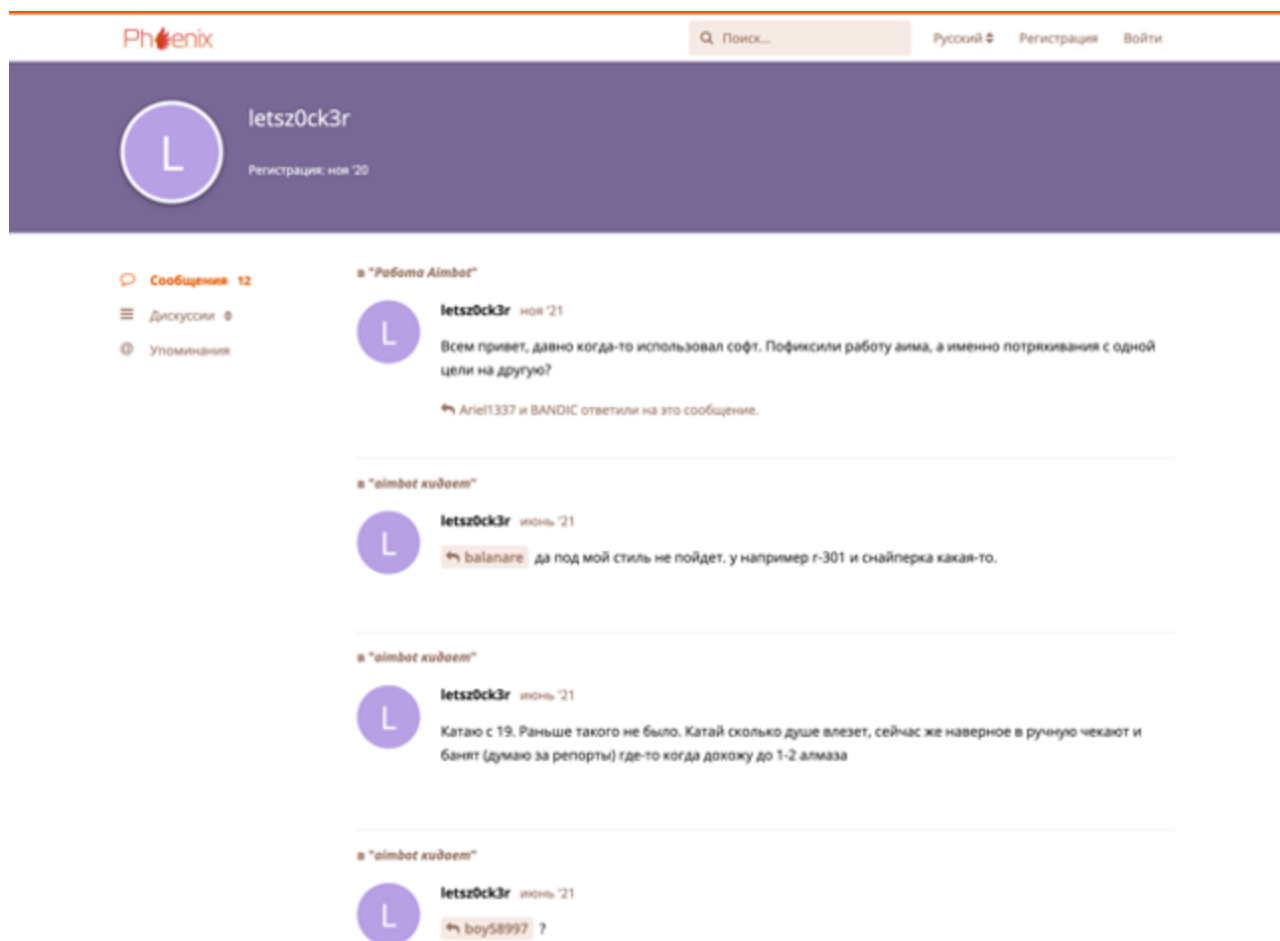 Phoenix
Поиск...
Русский
Регистрация
Войти
L
letsz0ck3r
Регистрация: ноя '20
Сообщения 12
Дискуссии 0
Упоминания
в "Работа Aimbot"
L
letsz0ck3r ноя '21
Всем привет, давно когда-то использовал софт. Пофиксили работу аима, а именно потряхивания с одной
цели на другую?
Ariel1337 и BANDIC ответили на это сообщение.
в "aimbot кидает"
L
letsz0ck3r июнь '21
balanare да под мой стиль не пойдет. у например r-301 и снайперка какая-то.
в "aimbot кидает"
L
letsz0ck3r июнь '21
Катаю с 19. Раньше такого не было. Катай сколько душе влезет, сейчас же наверное в ручную чекают и
банят (думаю за репорты) где-то когда дохожу до 1-2 алмаза
в "aimbot кидает"
L
letsz0ck3r июнь '21
boy58997 ?